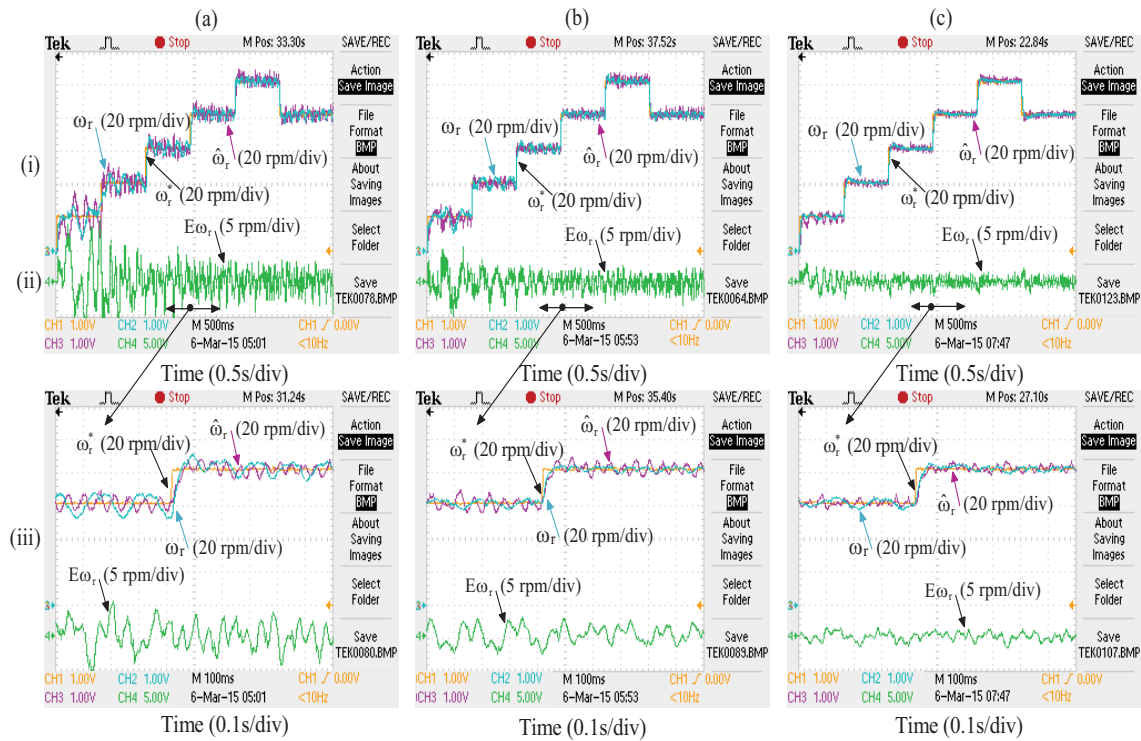 (a)
(b)
(c)
Tek Stop M Pos: 33.30s SAVE/REC
Action
Save Image
File
Format
BMP
About
Saving
Images
Select
Folder
Save
TEK0078.BMP
ωr (20 rpm/div)
ω̂r (20 rpm/div)
ω*r (20 rpm/div)
Eωr (5 rpm/div)
(i)
(ii)
3
4
CH1 1.00V CH2 1.00V M 500ms CH1 ∫ 0.00V
CH3 1.00V CH4 5.00V 6-Mar-15 05:01 <10Hz
Time (0.5s/div)
Tek Stop M Pos: 37.52s SAVE/REC
Action
Save Image
File
Format
BMP
About
Saving
Images
Select
Folder
Save
TEK0064.BMP
ωr (20 rpm/div)
ω̂r (20 rpm/div)
ω*r (20 rpm/div)
Eωr (5 rpm/div)
3
4
CH1 1.00V CH2 1.00V M 500ms CH1 ∫ 0.00V
CH3 1.00V CH4 5.00V 6-Mar-15 05:53 <10Hz
Time (0.5s/div)
Tek Stop M Pos: 22.84s SAVE/REC
Action
Save Image
File
Format
BMP
About
Saving
Images
Select
Folder
Save
TEK0123.BMP
ωr (20 rpm/div)
ω̂r (20 rpm/div)
ω*r (20 rpm/div)
Eωr (5 rpm/div)
3
4
CH1 1.00V CH2 1.00V M 500ms CH1 ∫ 0.00V
CH3 1.00V CH4 5.00V 6-Mar-15 07:47 <10Hz
Time (0.5s/div)
Tek Stop M Pos: 31.24s SAVE/REC
Action
Save Image
File
Format
BMP
About
Saving
Images
Select
Folder
Save
TEK0080.BMP
ω*r (20 rpm/div)
ω̂r (20 rpm/div)
ωr (20 rpm/div)
Eωr (5 rpm/div)
(iii)
3
4
CH1 1.00V CH2 1.00V M 100ms CH1 ∫ 0.00V
CH3 1.00V CH4 5.00V 6-Mar-15 05:01 <10Hz
Time (0.1s/div)
Tek Stop M Pos: 35.40s SAVE/REC
Action
Save Image
File
Format
BMP
About
Saving
Images
Select
Folder
Save
TEK0089.BMP
ω̂r (20 rpm/div)
ω*r (20 rpm/div)
ωr (20 rpm/div)
Eωr (5 rpm/div)
3
4
CH1 1.00V CH2 1.00V M 100ms CH1 ∫ 0.00V
CH3 1.00V CH4 5.00V 6-Mar-15 05:53 <10Hz
Time (0.1s/div)
Tek Stop M Pos: 27.10s SAVE/REC
Action
Save Image
File
Format
BMP
About
Saving
Images
Select
Folder
Save
TEK0107.BMP
ω*r (20 rpm/div)
ω̂r (20 rpm/div)
ωr (20 rpm/div)
Eωr (5 rpm/div)
3
4
CH1 1.00V CH2 1.00V M 100ms CH1 ∫ 0.00V
CH3 1.00V CH4 5.00V 6-Mar-15 07:47 <10Hz
Time (0.1s/div)